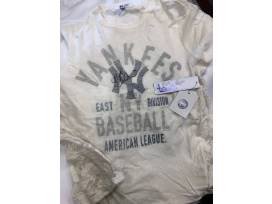 YANKEES
NY
EAST DIVISION
N.Y.
BASEBALL
AMERICAN LEAGUE.